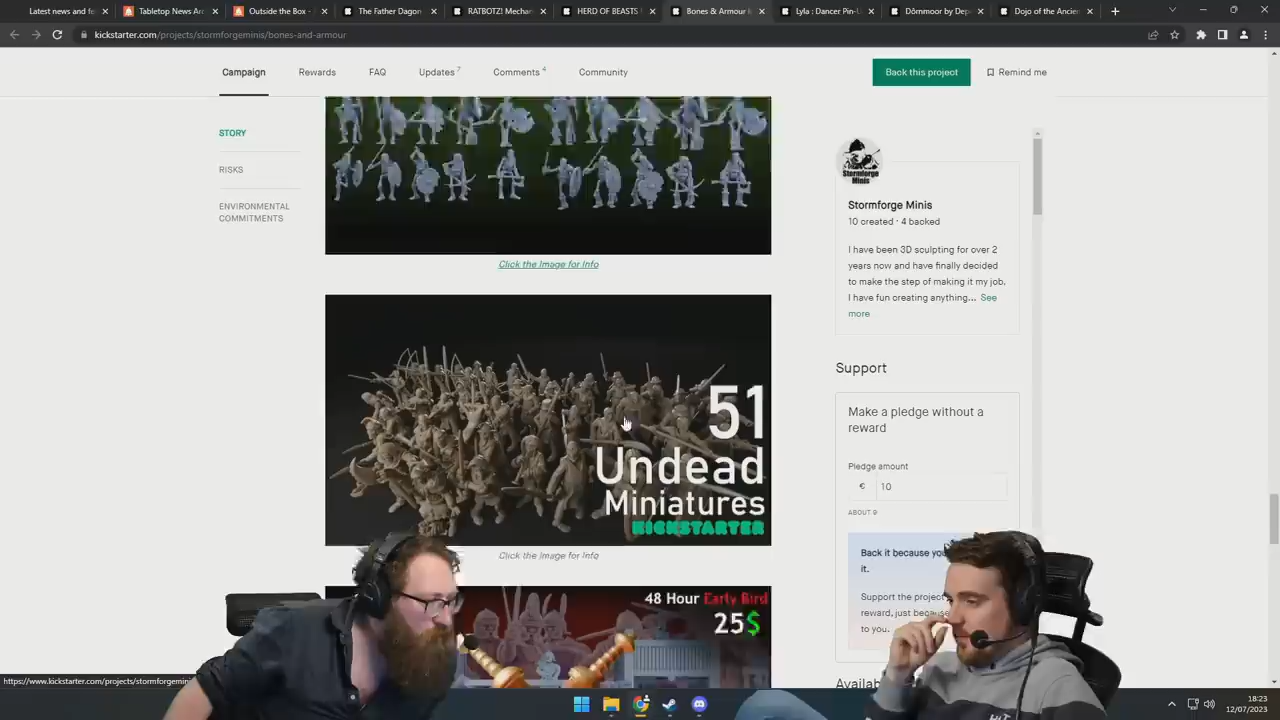 Latest news and fe
Outside the Box -
Tabletop News Arc
The Father Dagon
RATBOTZ! Mechan
HERD OF BEASTS
Bones & Armour K
Lyla : Dancer Pin-U
Dômmoor by Dep
Dojo of the Ancien
kickstarter.com/projects/stormforgeminis/bones-and-armour
Campaign
Rewards
FAQ
Updates 7
Comments 4
Community
Back this project
Remind me
STORY
RISKS
ENVIRONMENTAL
COMMITMENTS
Click the Image for Info
51
Undead
Miniatures
KICKSTARTER
Click the Image for Info
48 Hour Early Bird
25$
Stormforge
Minis
Stormforge Minis
10 created · 4 backed
I have been 3D sculpting for over 2
years now and have finally decided
to make the step of making it my job.
I have fun creating anything... See
more
Support
Make a pledge without a
reward
Pledge amount
€ 10
ABOUT
Back it because you
it.
Support the project
reward, just because
to you.
Availab
https://www.kickstarter.com/projects/stormforgemini
18:23
12/07/2023